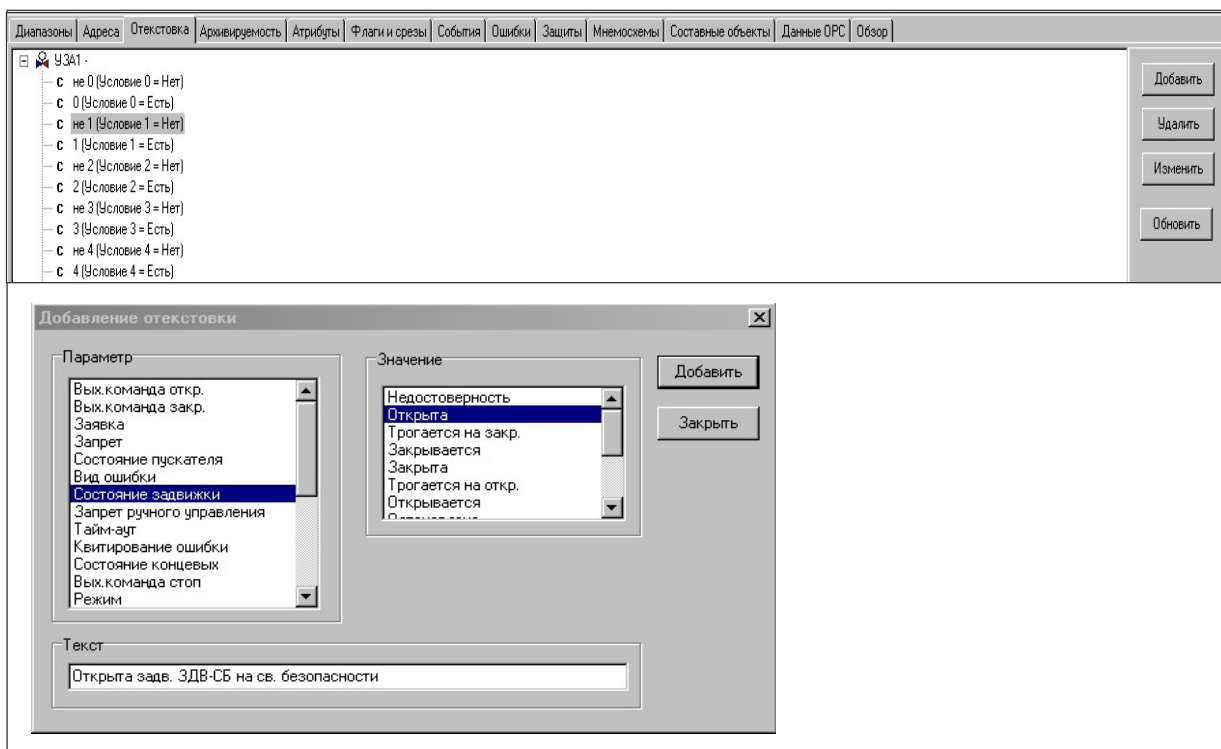 Диапазоны Адреса Отекстовка Архивируемость Атрибуты Флаги и срезы События Ошибки Защиты Мнемосхемы Составные объекты Данные ОРС Обзор
УЗА1 -
с не 0 (Условие 0 = Нет)
с 0 (Условие 0 = Есть)
с не 1 (Условие 1 = Нет)
с 1 (Условие 1 = Есть)
с не 2 (Условие 2 = Нет)
с 2 (Условие 2 = Есть)
с не 3 (Условие 3 = Нет)
с 3 (Условие 3 = Есть)
с не 4 (Условие 4 = Нет)
с 4 (Условие 4 = Есть)
Добавить
Удалить
Изменить
Обновить
Добавление отекстовки
Параметр
Вых.команда откр.
Вых.команда закр.
Заявка
Запрет
Состояние пускателя
Вид ошибки
Состояние задвижки
Запрет ручного управления
Тайм-аут
Квитирование ошибки
Состояние концевых
Вых.команда стоп
Режим
Значение
Недостоверность
Открыта
Трогается на закр.
Закрывается
Закрыта
Трогается на откр.
Открывается
Добавить
Закрыть
Текст
Открыта задв. ЗДВ-СБ на св. безопасности